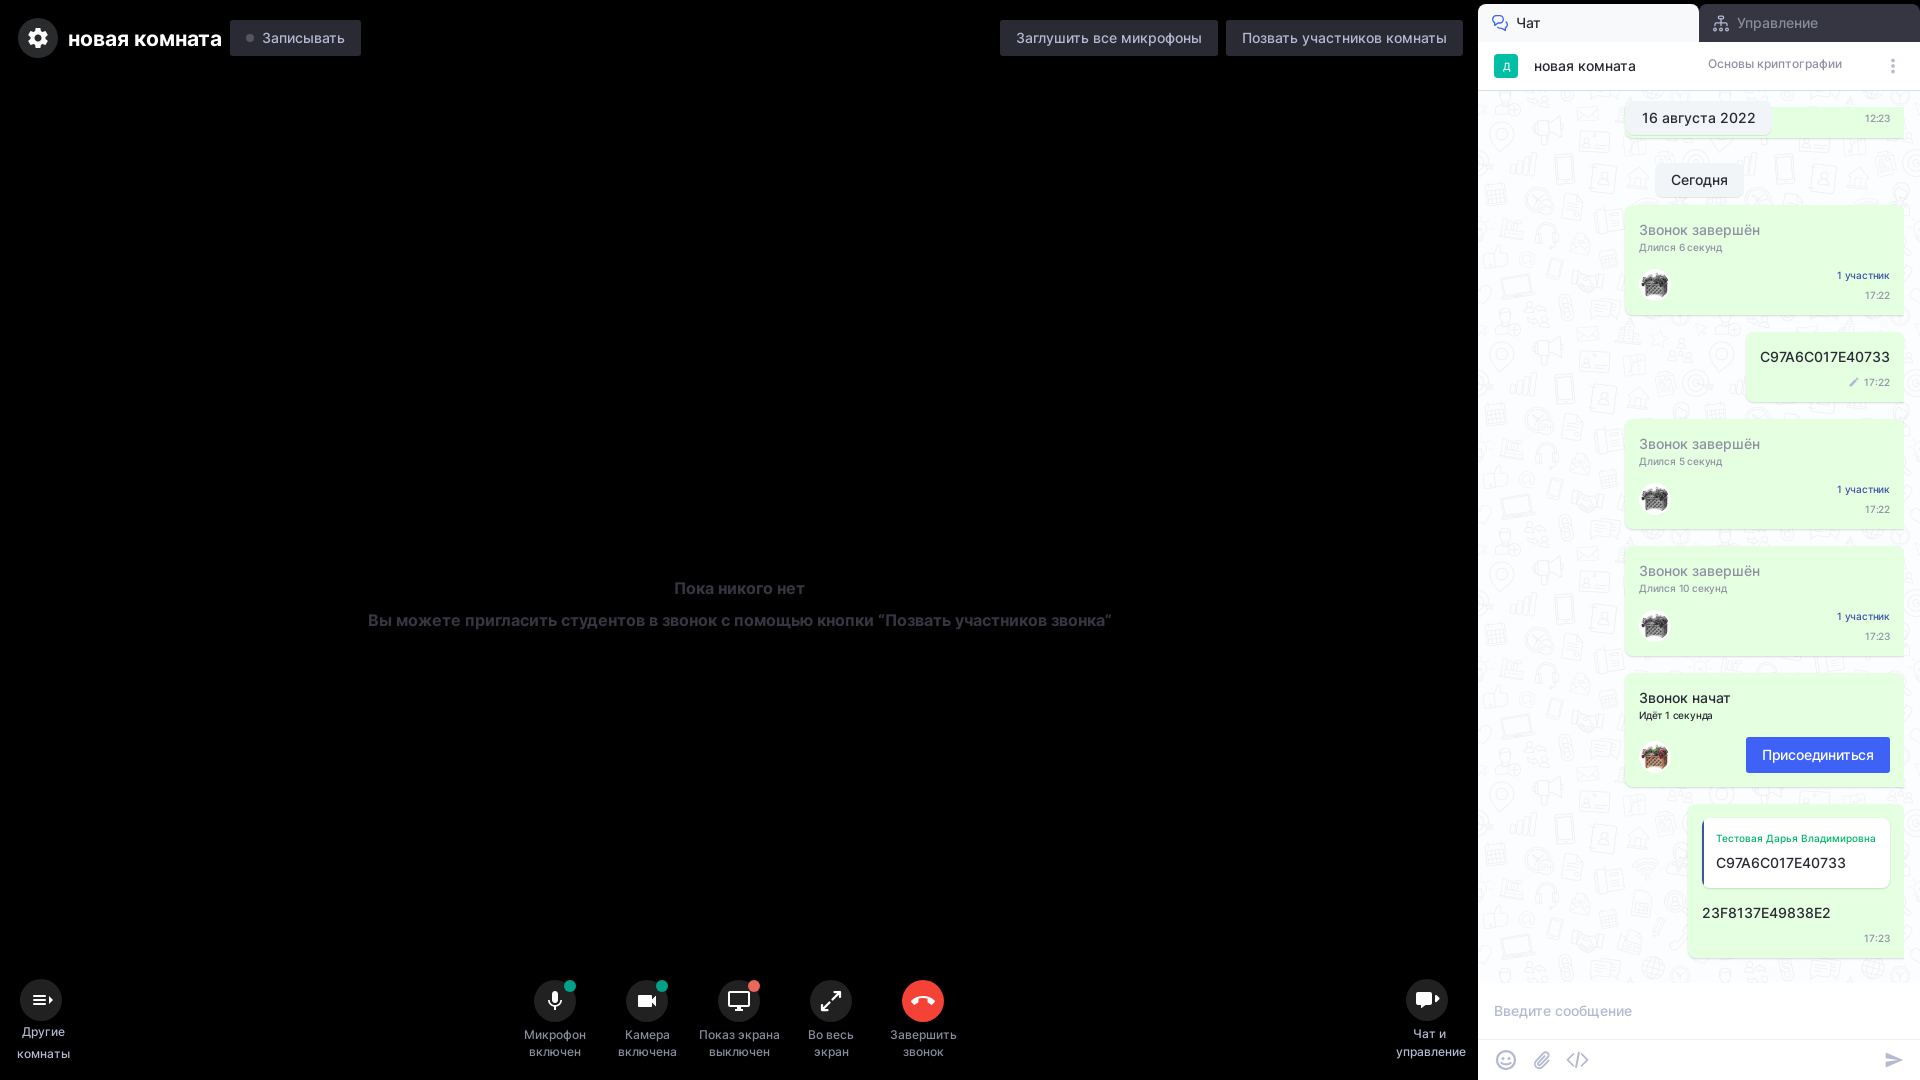 новая комната
Записывать
Заглушить все микрофоны
Позвать участников комнаты
Чат
Управление
Д
новая комната
Основы криптографии
16 августа 2022
12:23
Сегодня
Звонок завершён
Длился 6 секунд
1 участник
17:22
C97A6C017E40733
17:22
Звонок завершён
Длился 5 секунд
1 участник
17:22
Звонок завершён
Длился 10 секунд
1 участник
17:23
Звонок начат
Идёт 1 секунда
Присоединиться
Тестовая Дарья Владимировна
C97A6C017E40733
23F8137E49838E2
17:23
Введите сообщение
Пока никого нет
Вы можете пригласить студентов в звонок с помощью кнопки “Позвать участников звонка”
Другие
комнаты
Микрофон
включен
Камера
включена
Показ экрана
выключен
Во весь
экран
Завершить
звонок
Чат и
управление